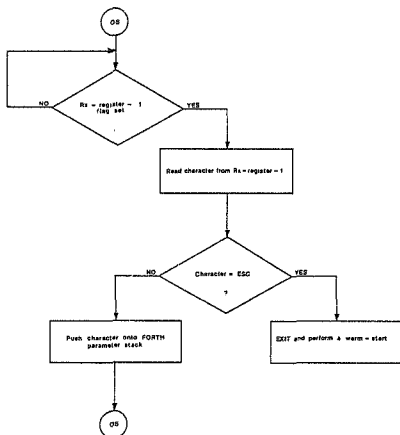 OS
Rx - register - 1
flag set
NO
YES
Read character from Rx - register - 1
Character = ESC
?
NO
YES
Push character onto FORTH
parameter stack
EXIT and perform a warm - start
OS